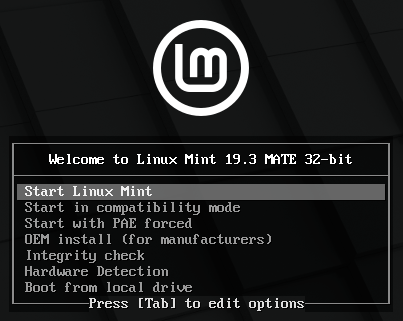 Welcome to Linux Mint 19.3 MATE 32-bit
Start Linux Mint
Start in compatibility mode
Start with PAE forced
OEM install (for manufacturers)
Integrity check
Hardware Detection
Boot from local drive
Press [Tab] to edit options